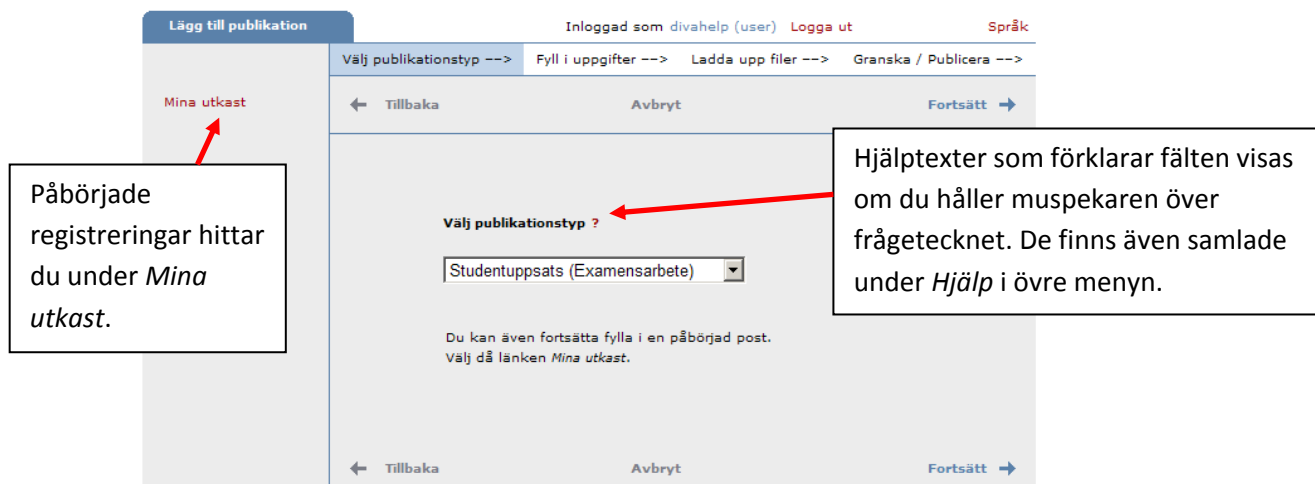 Lägg till publikation
Inloggad som divahelp (user) Logga ut Språk
Välj publikationstyp --> Fyll i uppgifter --> Ladda upp filer --> Granska / Publicera -->
Mina utkast
← Tillbaka Avbryt Fortsätt →
Påbörjade
registreringar hittar
du under Mina
utkast.
Hjälptexter som förklarar fälten visas
om du håller muspekaren över
frågetecknet. De finns även samlade
under Hjälp i övre menyn.
Välj publikationstyp ?
Studentuppsats (Examensarbete)
Du kan även fortsätta fylla i en påbörjad post.
Välj då länken Mina utkast.
← Tillbaka Avbryt Fortsätt →